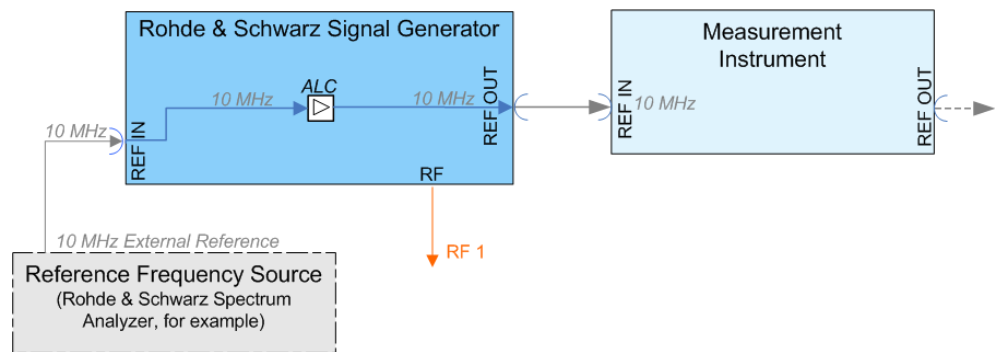 Rohde & Schwarz Signal Generator
Measurement
Instrument
ALC
10 MHz
10 MHz
REF OUT
REF IN
10 MHz
REF OUT
10 MHz
REF IN
RF
RF 1
10 MHz External Reference
Reference Frequency Source
(Rohde & Schwarz Spectrum
Analyzer, for example)